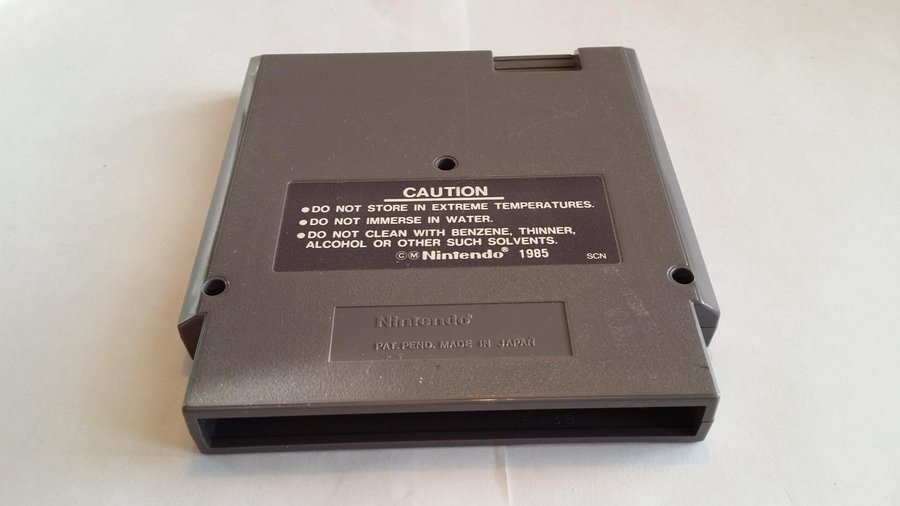 CAUTION
● DO NOT STORE IN EXTREME TEMPERATURES.
● DO NOT IMMERSE IN WATER.
● DO NOT CLEAN WITH BENZENE, THINNER,
ALCOHOL OR OTHER SUCH SOLVENTS.
ⒸⓂ Nintendo® 1985 SCN
Nintendo®
PAT. PEND. MADE IN JAPAN